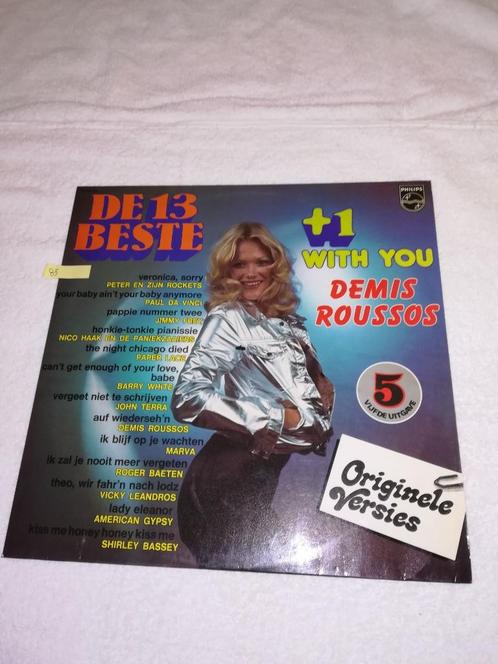 DE 13
BESTE
+1
WITH YOU
DEMIS
ROUSSOS
PHILIPS
85
veronica, sorry
PETER EN ZIJN ROCKETS
your baby ain't your baby anymore
PAUL DA VINCI
pappie nummer twee
JIMMY FREY
honkie-tonkie pianissie
NICO HAAK EN DE PANIEKZAAIERS
the night chicago died
PAPER LACE
can't get enough of your love,
babe
BARRY WHITE
vergeet niet te schrijven
JOHN TERRA
auf wiederseh'n
DEMIS ROUSSOS
ik blijf op je wachten
MARVA
ik zal je nooit meer vergeten
ROGER BAETEN
theo, wir fahr'n nach lodz
VICKY LEANDROS
lady eleanor
AMERICAN GYPSY
kiss me honey honey kiss me
SHIRLEY BASSEY
5
VIJFDE UITGAVE
Originele
Versies